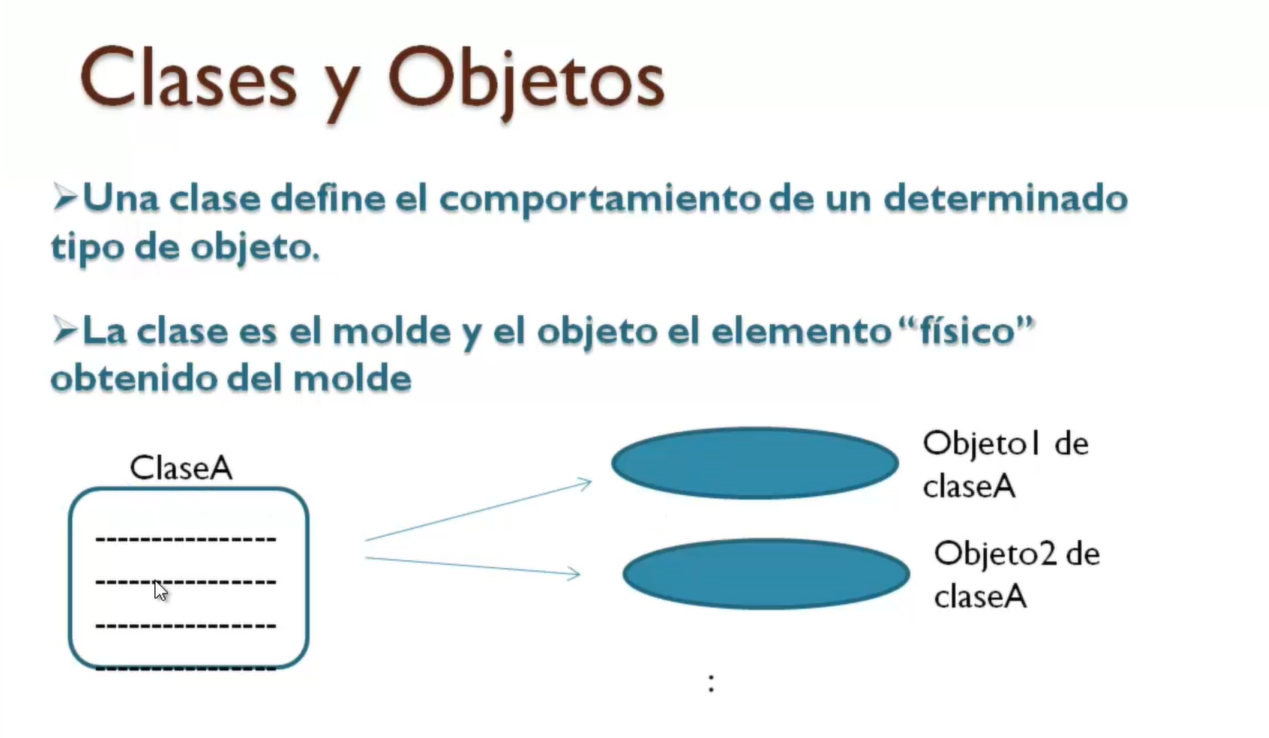 Clases y Objetos
➢Una clase define el comportamiento de un determinado
tipo de objeto.
➢La clase es el molde y el objeto el elemento “físico”
obtenido del molde
ClaseA
----------------
----------------
----------------
----------------
Objeto1 de
claseA
Objeto2 de
claseA
: